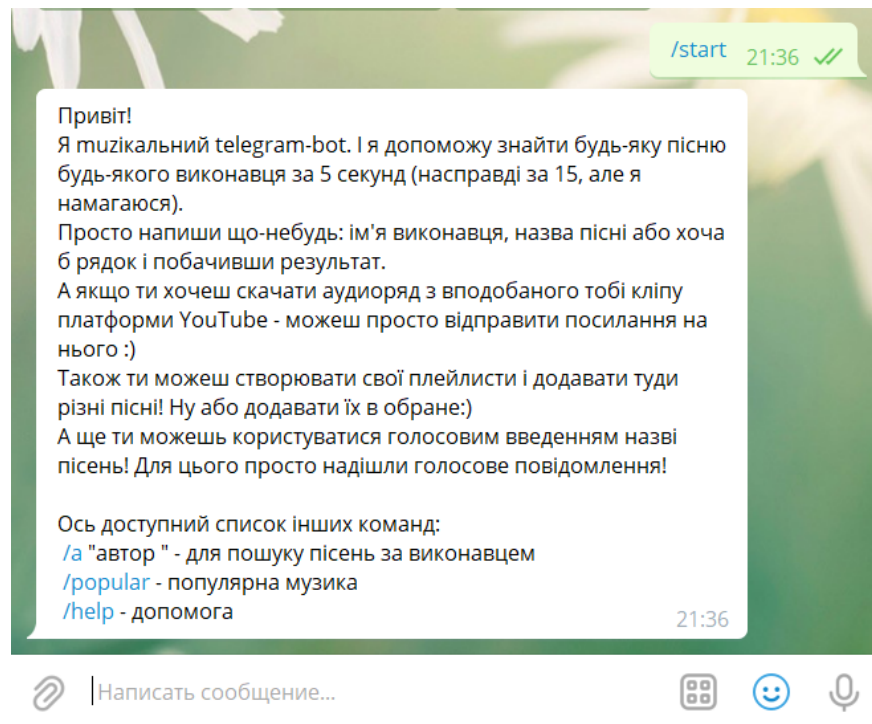 /start 21:36
Привіт!
Я muzікальний telegram-bot. І я допоможу знайти будь-яку пісню
будь-якого виконавця за 5 секунд (насправді за 15, але я
намагаюся).
Просто напиши що-небудь: ім'я виконавця, назва пісні або хоча
б рядок і побачивши результат.
А якщо ти хочеш скачати аудиоряд з вподобаного тобі кліпу
платформи YouTube - можеш просто відправити посилання на
нього :)
Також ти можеш створювати свої плейлисти і додавати туди
різні пісні! Ну або додавати їх в обране:)
А ще ти можешь користуватися голосовим введенням назві
пісень! Для цього просто надішли голосове повідомлення!
Ось доступний список інших команд:
/a "автор " - для пошуку пісень за виконавцем
/popular - популярна музика
/help - допомога
21:36
Написать сообщение...